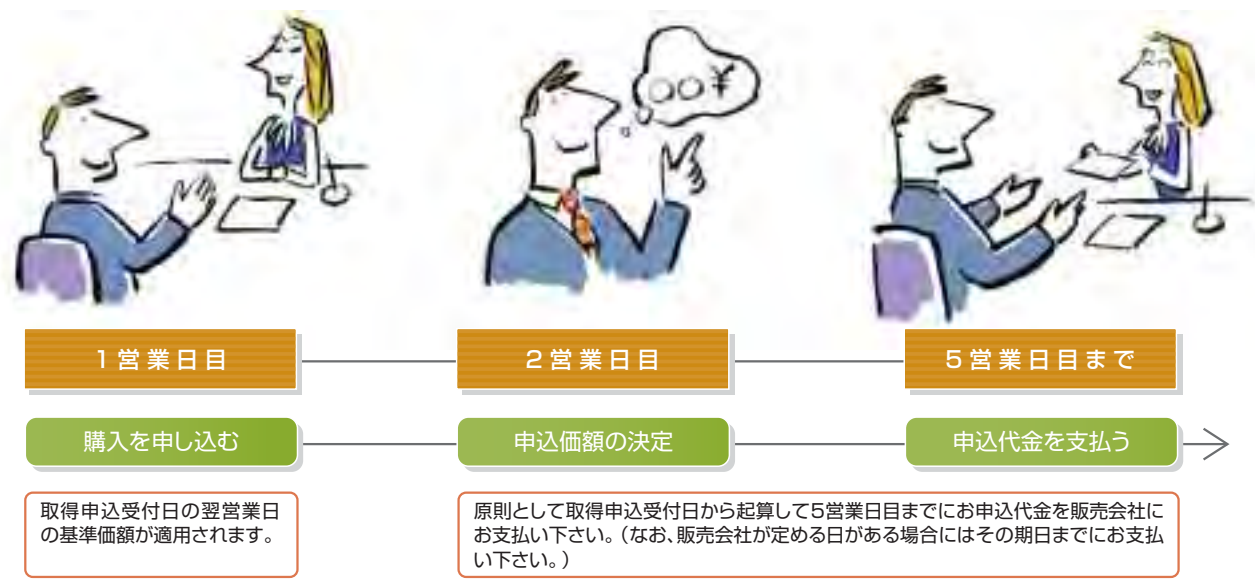 ○○¥
1営業日目
2営業日目
5営業日目まで
購入を申し込む
申込価額の決定
申込代金を支払う
取得申込受付日の翌営業日
の基準価額が適用されます。
原則として取得申込受付日から起算して5営業日目までにお申込代金を販売会社に
お支払い下さい。(なお、販売会社が定める日がある場合にはその期日までにお支払
い下さい。)